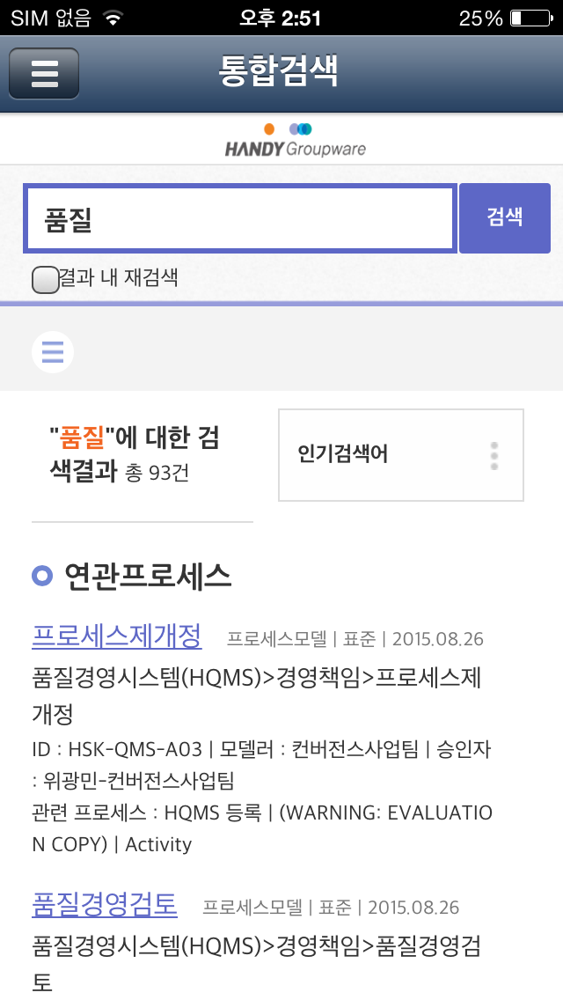 SIM 없음 오후 2:51 25%
통합검색
HANDY Groupware
품질 검색
결과 내 재검색
"품질"에 대한 검
색결과 총 93건
인기검색어
연관프로세스
프로세스제개정 프로세스모델 | 표준 | 2015.08.26
품질경영시스템(HQMS)>경영책임>프로세스제
개정
ID : HSK-QMS-A03 | 모델러 : 컨버전스사업팀 | 승인자
: 위광민-컨버전스사업팀
관련 프로세스 : HQMS 등록 | (WARNING: EVALUATIO
N COPY) | Activity
품질경영검토 프로세스모델 | 표준 | 2015.08.26
품질경영시스템(HQMS)>경영책임>품질경영검
토